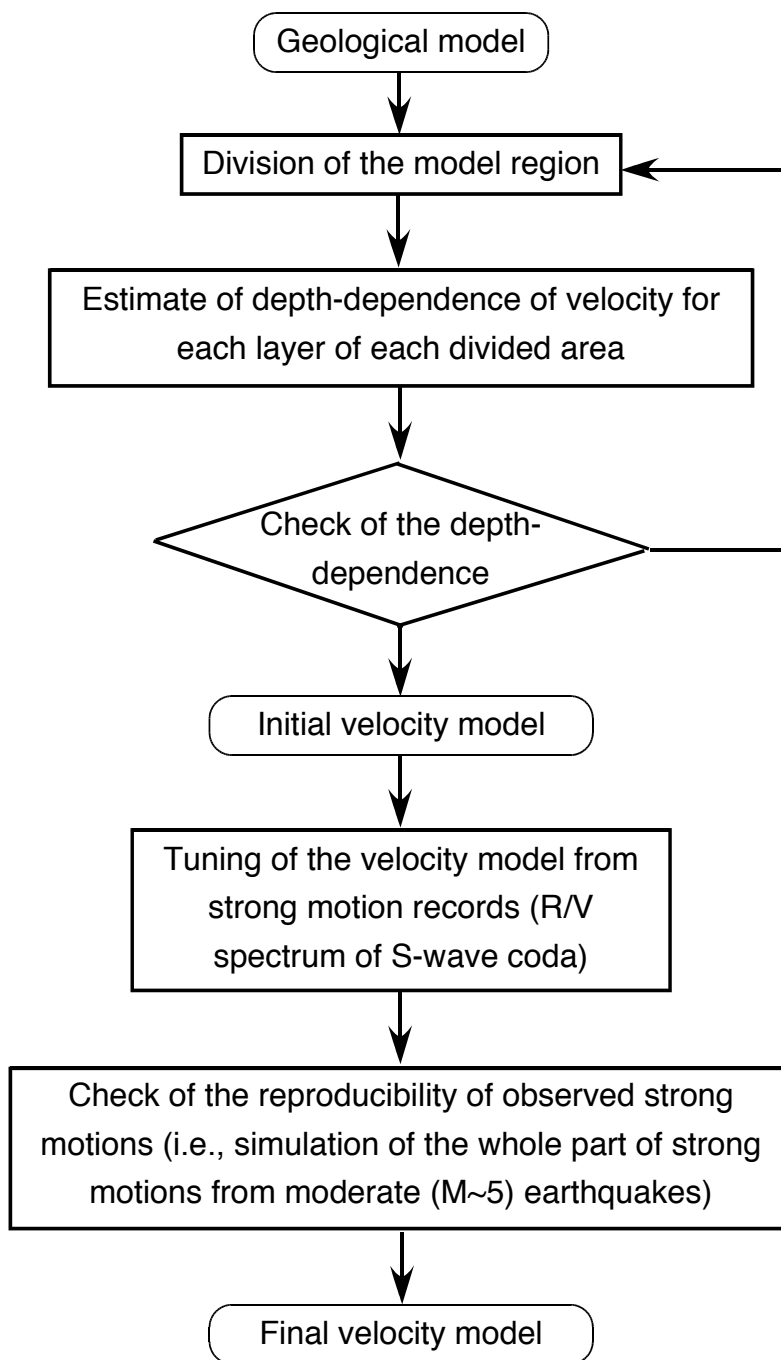 Geological model
Division of the model region
Estimate of depth-dependence of velocity for
each layer of each divided area
Check of the depth-
dependence
Initial velocity model
Tuning of the velocity model from
strong motion records (R/V
spectrum of S-wave coda)
Check of the reproducibility of observed strong
motions (i.e., simulation of the whole part of strong
motions from moderate (M~5) earthquakes)
Final velocity model